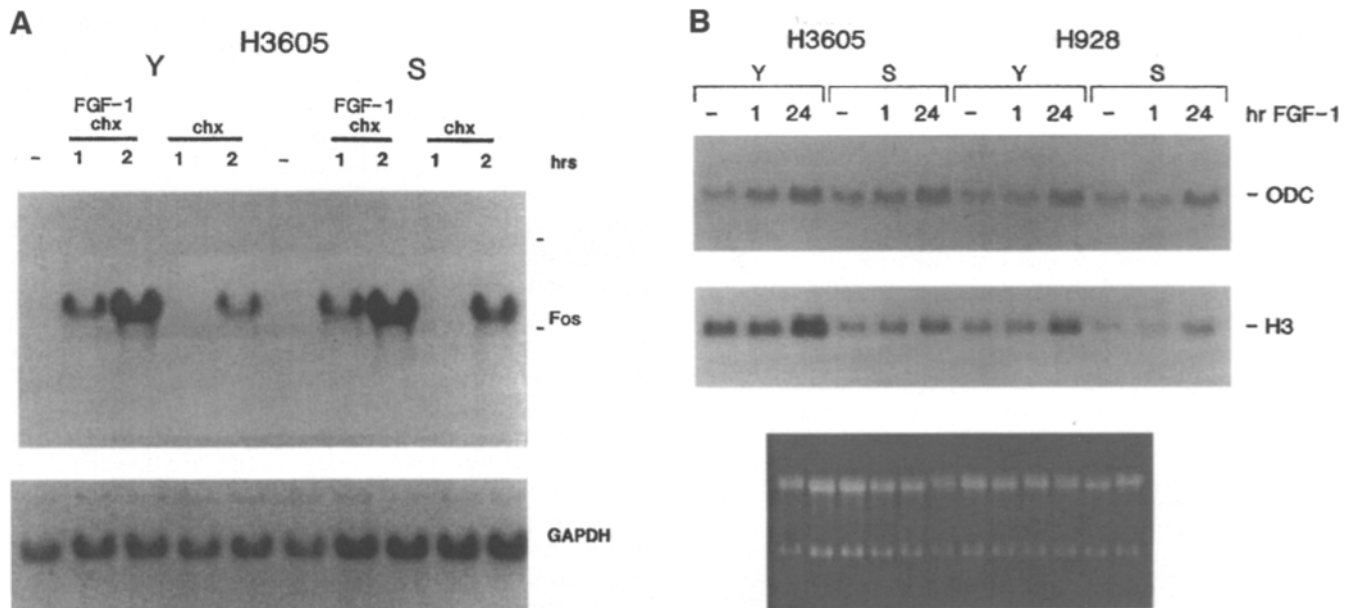 A
H3605
Y S
FGF-1 FGF-1
chx chx chx chx
- 1 2 1 2 - 1 2 1 2 hrs
-
- Fos
GAPDH
B
H3605 H928
Y S Y S
- 1 24 - 1 24 - 1 24 - 1 24 hr FGF-1
- ODC
- H3